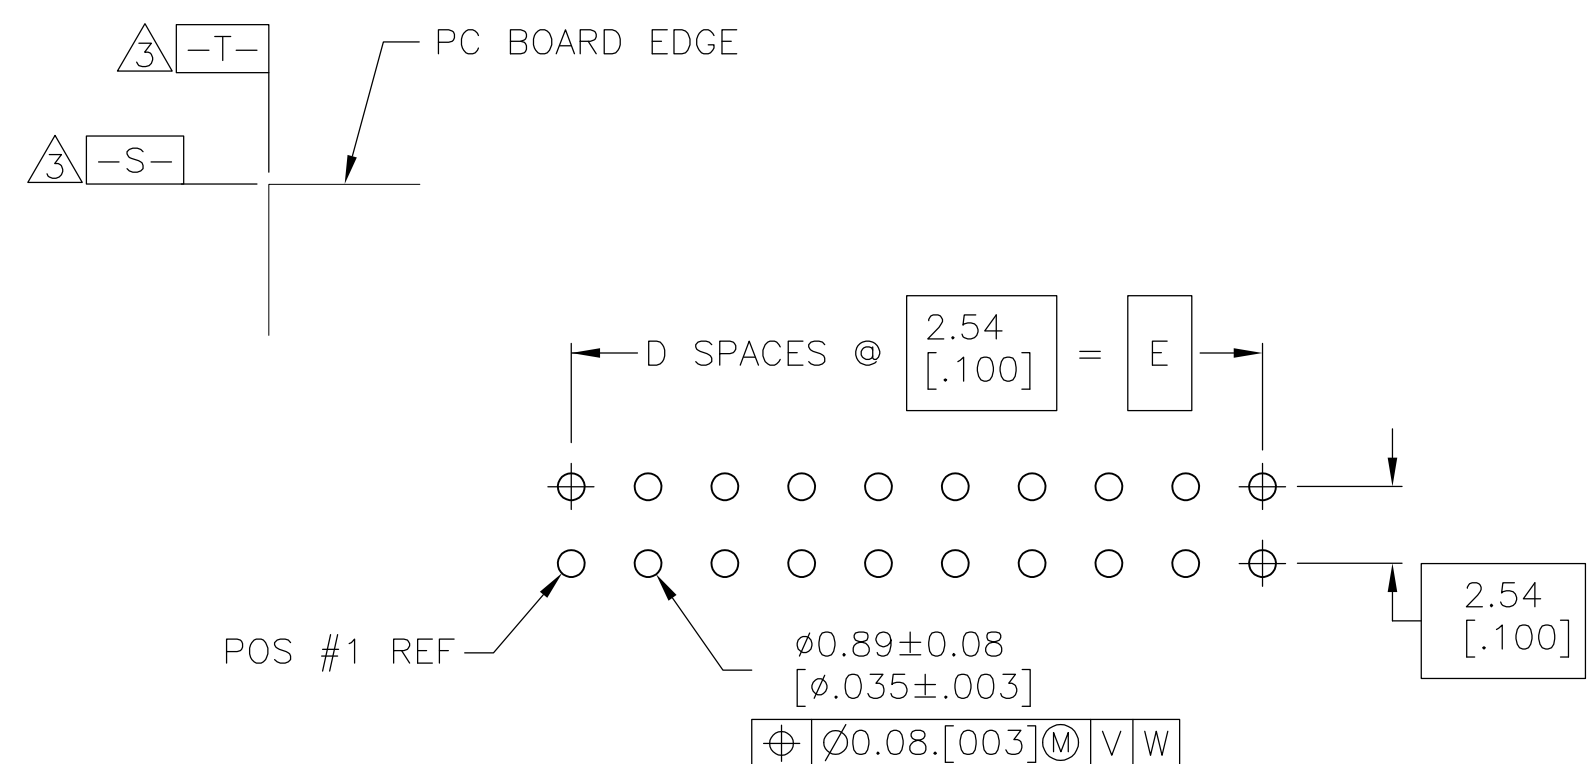 3 -T-
PC BOARD EDGE
3 -S-
D SPACES @ 2.54 [.100] = E
POS #1 REF
2.54
[.100]
ø0.89±0.08
[ø.035±.003]
⌖ Ø0.08.[003]Ⓜ V W